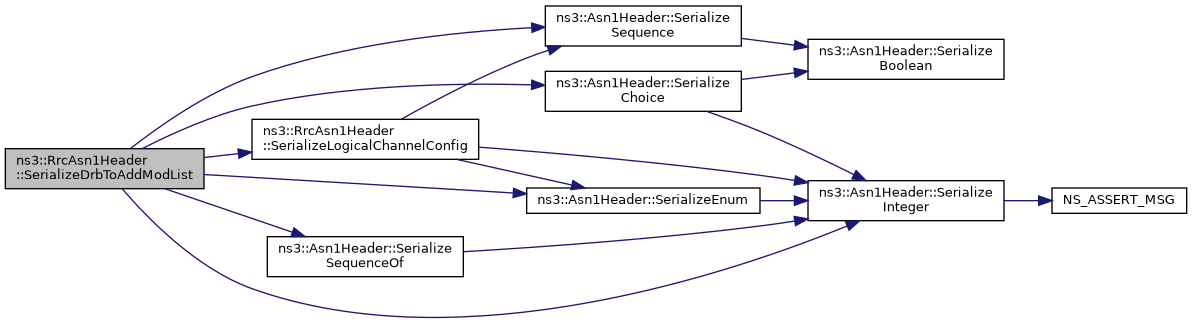 ns3::RrcAsn1Header
::SerializeDrbToAddModList
ns3::RrcAsn1Header
::SerializeLogicalChannelConfig
ns3::Asn1Header::Serialize
SequenceOf
ns3::Asn1Header::Serialize
Sequence
ns3::Asn1Header::Serialize
Choice
ns3::Asn1Header::SerializeEnum
ns3::Asn1Header::Serialize
Boolean
ns3::Asn1Header::Serialize
Integer
NS_ASSERT_MSG